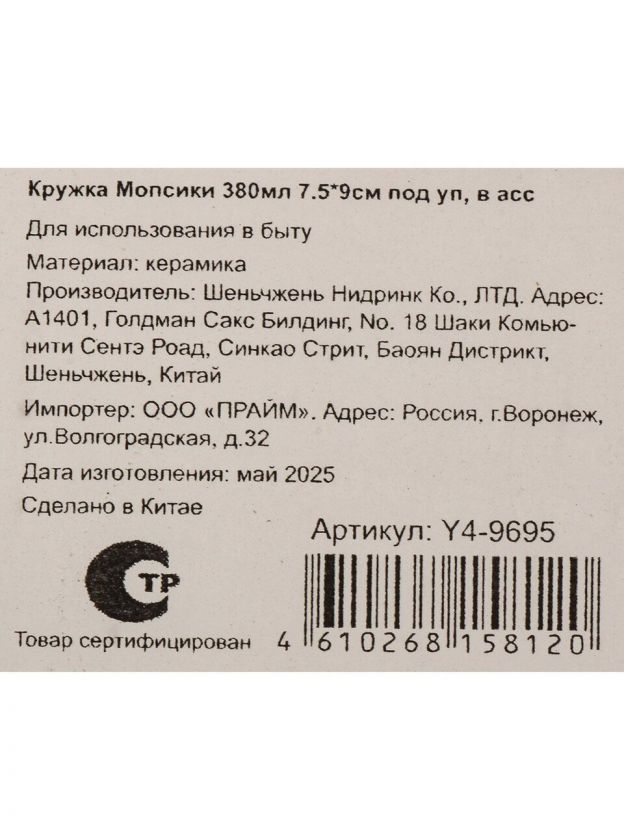 Кружка Мопсики 380мл 7.5*9см под уп, в асс
Для использования в быту
Материал: керамика
Производитель: Шеньчжень Нидринк Ко., ЛТД. Адрес:
А1401, Голдман Сакс Билдинг, No. 18 Шаки Комью-
нити Сентэ Роад, Синкао Стрит, Баоян Дистрикт,
Шеньчжень, Китай
Импортер: ООО «ПРАЙМ». Адрес: Россия, г.Воронеж,
ул.Волгоградская, д.32
Дата изготовления: май 2025
Сделано в Китае
Артикул: Y4-9695
ТР
Товар сертифицирован
4 610268 158120